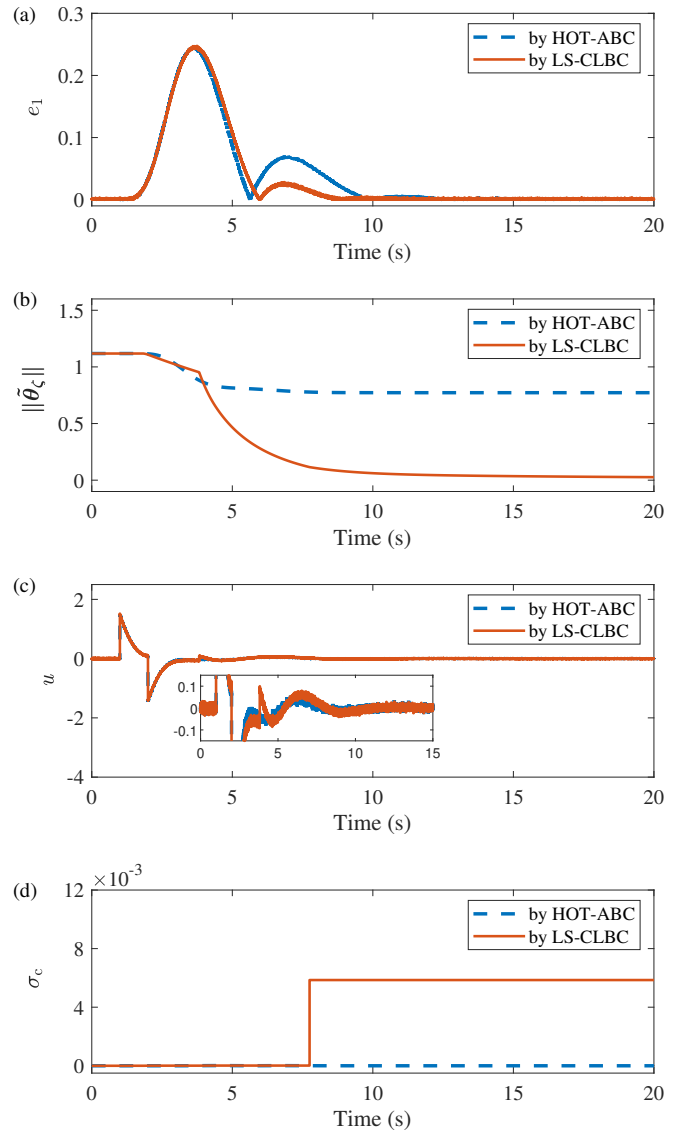 (a)
0.3
0.2
0.1
0
e₁
by HOT-ABC
by LS-CLBC
0 5 10 15 20
Time (s)
(b)
1.5
1
0.5
0
||θ̃ζ||
by HOT-ABC
by LS-CLBC
0 5 10 15 20
Time (s)
(c)
2
0
-2
-4
u
by HOT-ABC
by LS-CLBC
0.1
0
-0.1
0 5 10 15
0 5 10 15 20
Time (s)
(d)
×10⁻³
12
8
4
0
σc
by HOT-ABC
by LS-CLBC
0 5 10 15 20
Time (s)